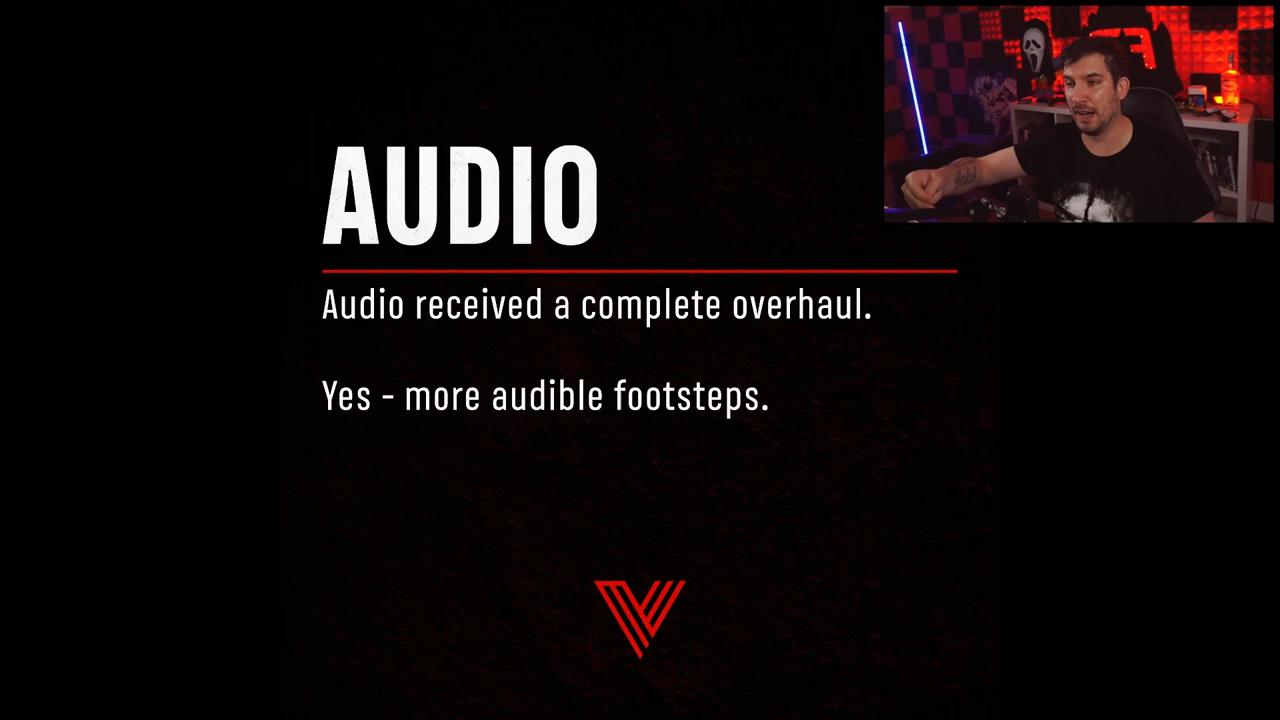 AUDIO
Audio received a complete overhaul.
Yes - more audible footsteps.